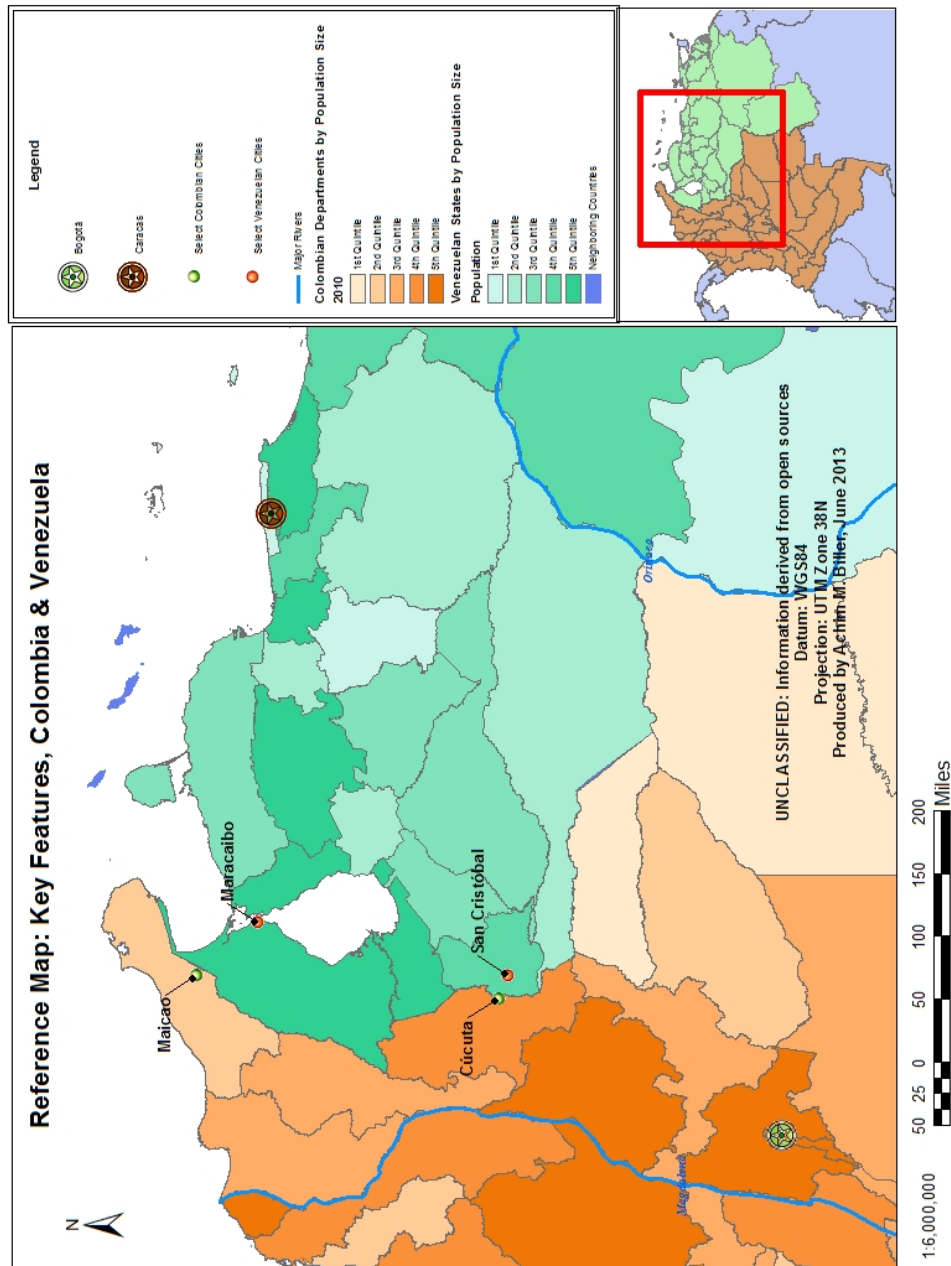 Reference Map: Key Features, Colombia & Venezuela
N
Maicao
Maracaibo
Cúcuta
San Cristóbal
Magdalena
Orinoco
UNCLASSIFIED: Information derived from open sources
Datum: WGS84
Projection: UTM Zone 38N
Produced by Achim M. Biller, June 2013
1:6,000,000
50 25 0 50 100 150 200
Miles
Legend
Bogotá
Caracas
Select Colombian Cities
Select Venezuelan Cities
Major Rivers
Colombian Departments by Population Size
2010
1st Quintile
2nd Quintile
3rd Quintile
4th Quintile
5th Quintile
Venezuelan States by Population Size
Population
1st Quintile
2nd Quintile
3rd Quintile
4th Quintile
5th Quintile
Neighboring Countries